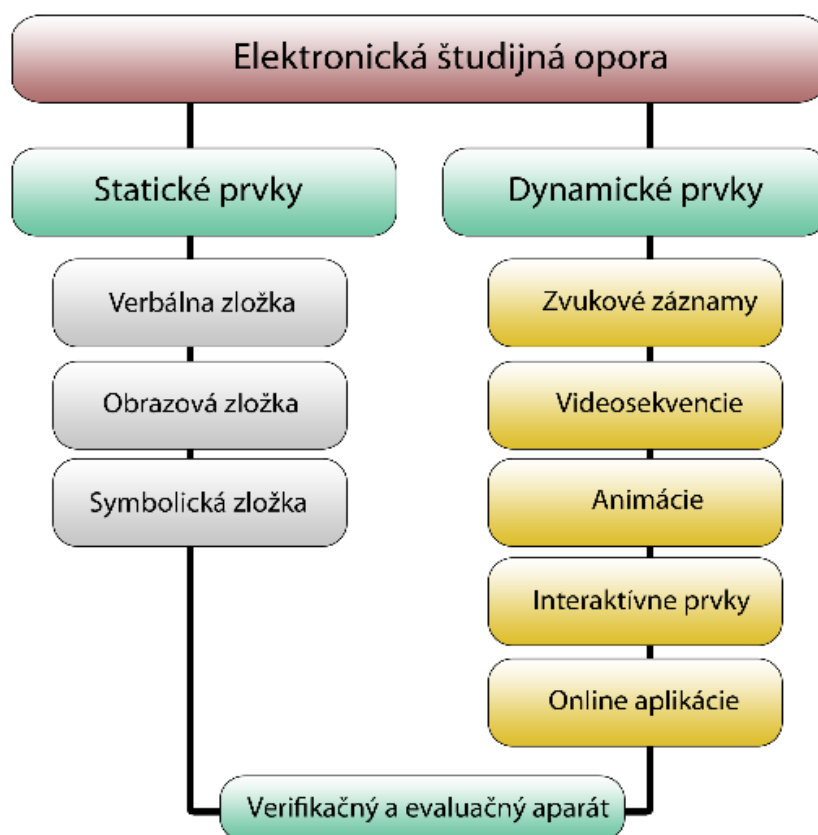 Elektronická študijná opora
Statické prvky
Dynamické prvky
Verbálna zložka
Zvukové záznamy
Obrazová zložka
Videosekvencie
Symbolická zložka
Animácie
Interaktívne prvky
Online aplikácie
Verifikačný a evaluačný aparát